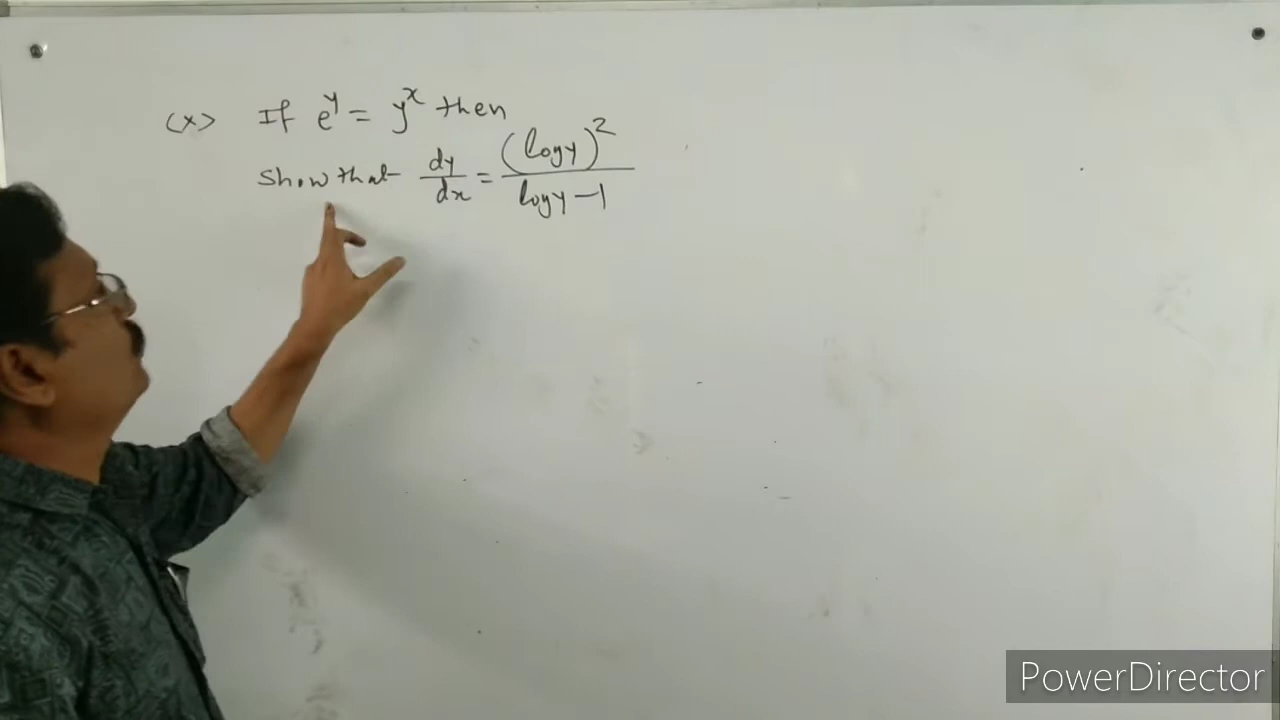 (x) If e^y = y^x then
Show that dy/dx = (log y)^2 / log y - 1
PowerDirector